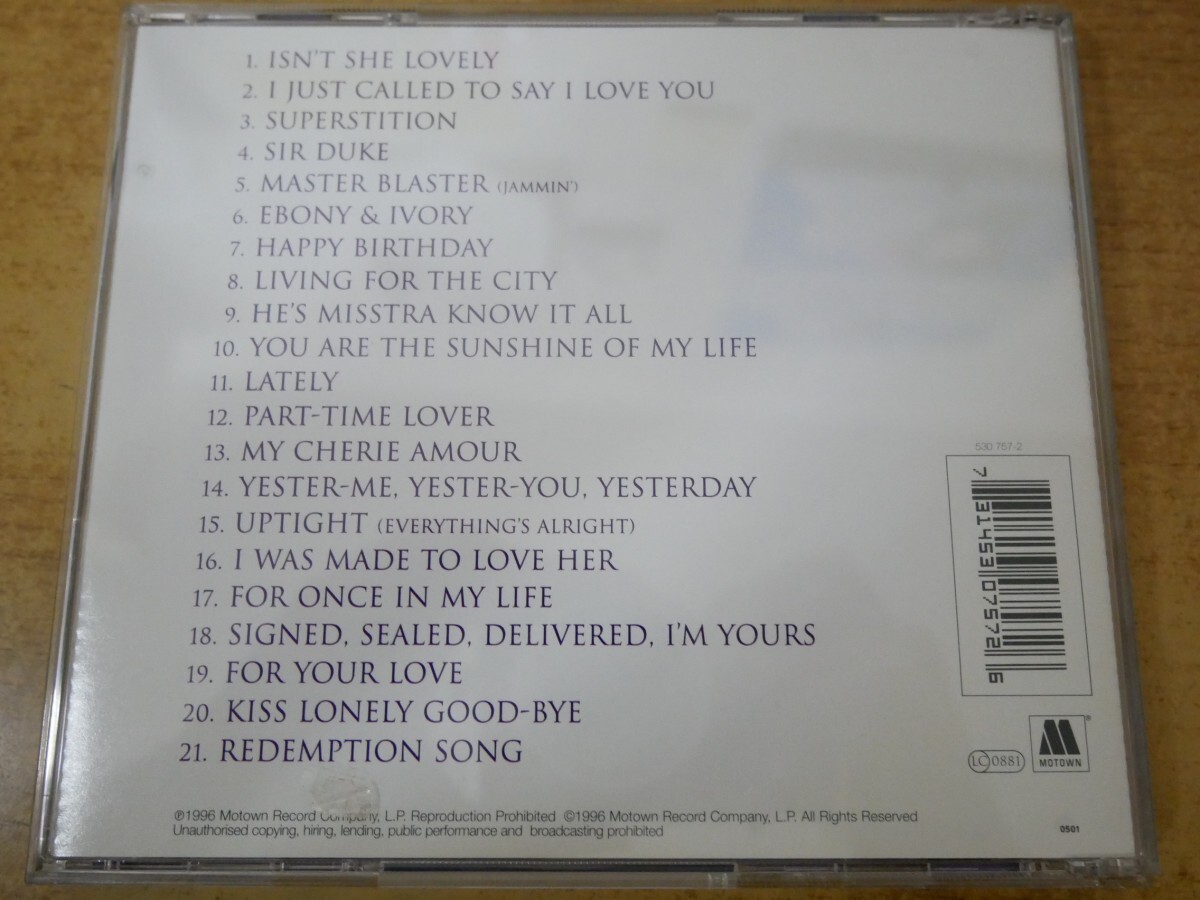 1. ISN'T SHE LOVELY
2. I JUST CALLED TO SAY I LOVE YOU
3. SUPERSTITION
4. SIR DUKE
5. MASTER BLASTER (JAMMIN')
6. EBONY & IVORY
7. HAPPY BIRTHDAY
8. LIVING FOR THE CITY
9. HE'S MISSTRA KNOW IT ALL
10. YOU ARE THE SUNSHINE OF MY LIFE
11. LATELY
12. PART-TIME LOVER
13. MY CHERIE AMOUR
14. YESTER-ME, YESTER-YOU, YESTERDAY
15. UPTIGHT (EVERYTHING'S ALRIGHT)
16. I WAS MADE TO LOVE HER
17. FOR ONCE IN MY LIFE
18. SIGNED, SEALED, DELIVERED, I'M YOURS
19. FOR YOUR LOVE
20. KISS LONELY GOOD-BYE
21. REDEMPTION SONG
530 757-2
7 31453 07572 6
LC 0881
MOTOWN
℗1996 Motown Record Company, L.P. Reproduction Prohibited ©1996 Motown Record Company, L.P. All Rights Reserved
Unauthorised copying, hiring, lending, public performance and broadcasting prohibited
0501